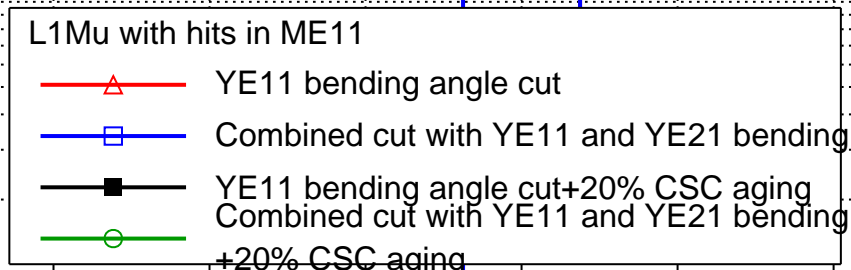 L1Mu with hits in ME11
YE11 bending angle cut
Combined cut with YE11 and YE21 bending
YE11 bending angle cut+20% CSC aging
Combined cut with YE11 and YE21 bending
+20% CSC aging